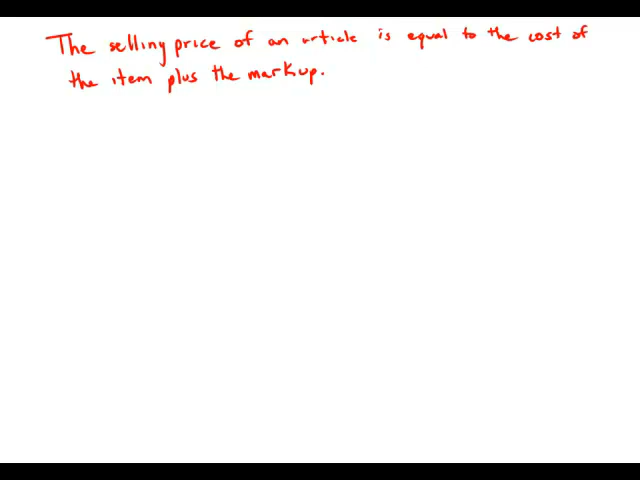 The selling price of an article is equal to the cost of
the item plus the markup.